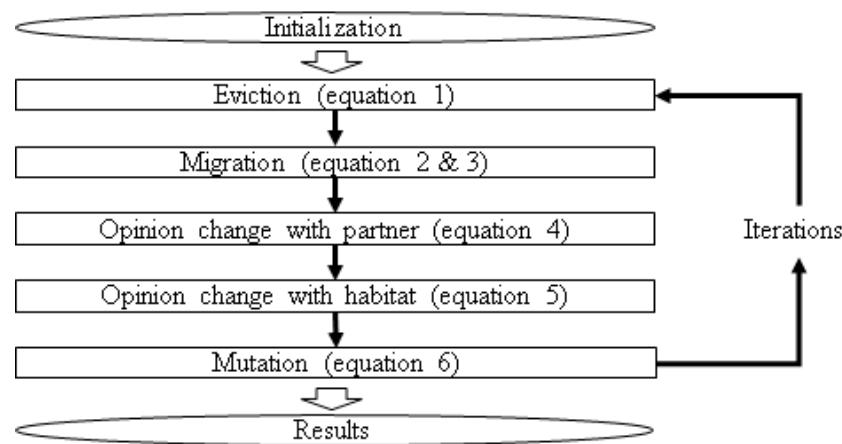 Initialization
Eviction (equation 1)
Migration (equation 2 & 3)
Opinion change with partner (equation 4)
Iterations
Opinion change with habitat (equation 5)
Mutation (equation 6)
Results